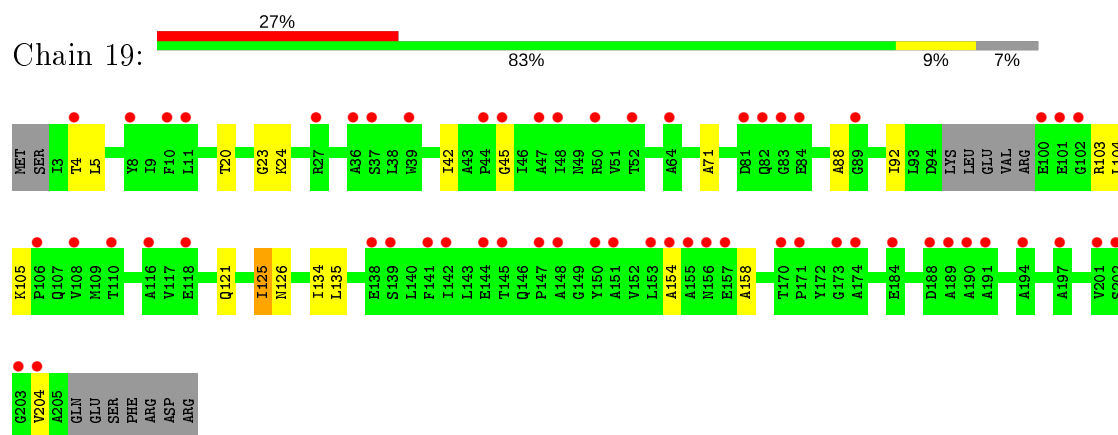 27%
Chain 19:
83% 9% 7%
MET SER I3 T4 L5 Y8 I9 F10 L11 T20 G23 K24 R27 A36 S37 L38 W39 I42 A43 P44 G45 I46 A47 I48 N49 R50 V51 T52 A64 A71 D81 Q82 G83 E84 A88 G89 I92 L93 D94 LYS LEU GLU VAL ARG E100 E101 G102 R103 L104
K105 P106 Q107 V108 M109 T110 A116 V117 E118 Q121 I125 N126 I134 L135 E138 S139 L140 F141 I142 L143 E144 T145 Q146 P147 A148 G149 Y150 A151 V152 L153 A154 A155 N156 E157 A158 T170 P171 Y172 G173 A174 E184 D188 A189 A190 A191 A194 A197 V201 S202
G203 V204 A205 GLN GLU SER PHE ARG ASP ARG